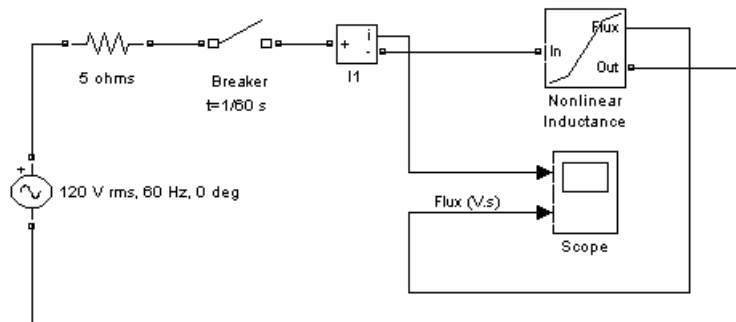 5 ohms
Breaker
t=1/60 s
+ i
-
I1
In
Flux
Out
Nonlinear
Inductance
+
120 V rms, 60 Hz, 0 deg
Flux (V.s)
Scope